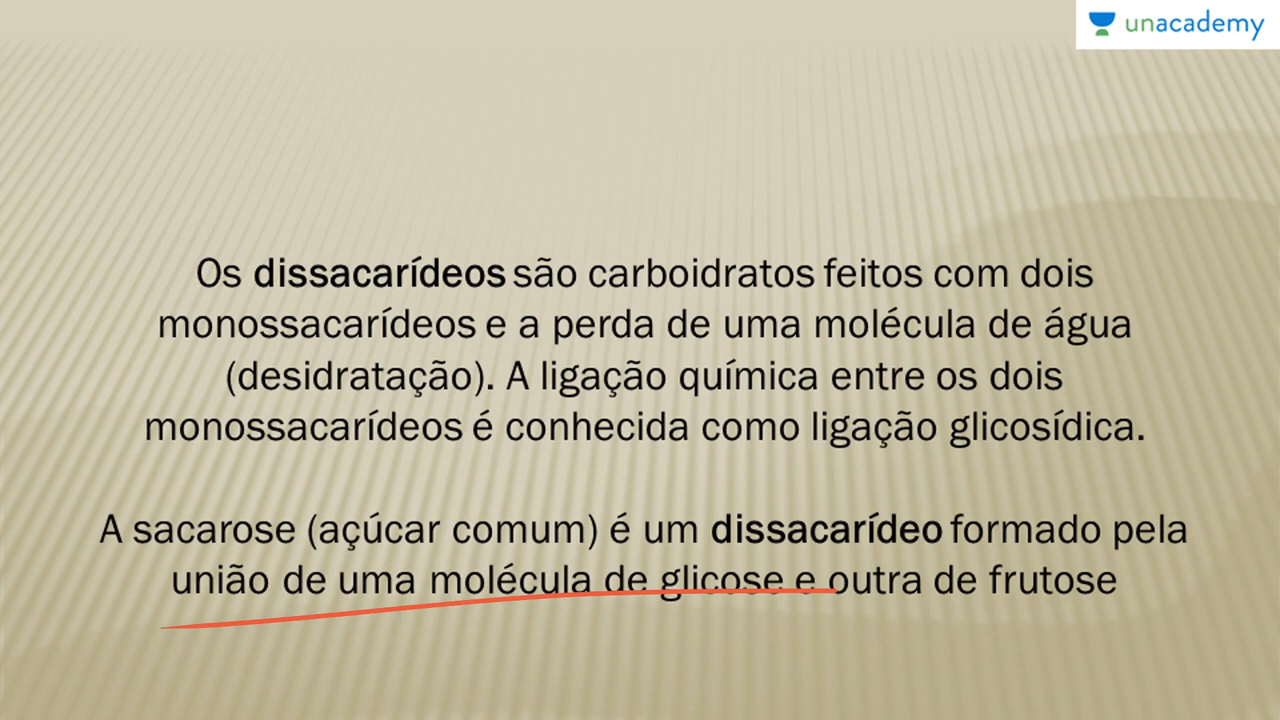 unacademy
Os dissacarídeos são carboidratos feitos com dois
monossacarídeos e a perda de uma molécula de água
(desidratação). A ligação química entre os dois
monossacarídeos é conhecida como ligação glicosídica.
A sacarose (açúcar comum) é um dissacarídeo formado pela
união de uma molécula de glicose e outra de frutose